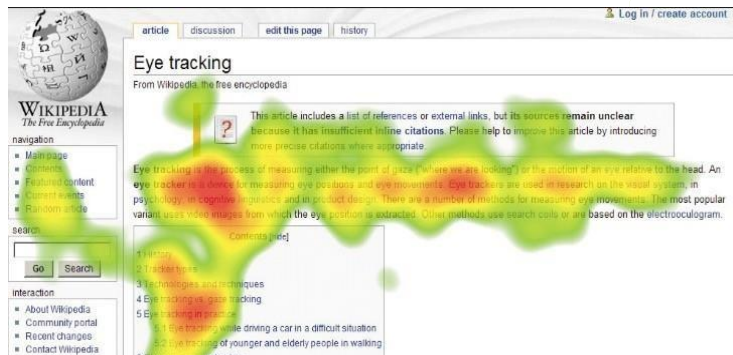 Log in / create account
article discussion edit this page history
Eye tracking
From Wikipedia, the free encyclopedia
WIKIPEDIA
The Free Encyclopedia
? This article includes a list of references or external links, but its sources remain unclear
because it has insufficient inline citations. Please help to improve this article by introducing
more precise citations where appropriate.
Eye tracking is the process of measuring either the point of gaze ("where we are looking") or the motion of an eye relative to the head. An
eye tracker is a device for measuring eye positions and eye movements. Eye trackers are used in research on the visual system, in
psychology, in cognitive linguistics and in product design. There are a number of methods for measuring eye movements. The most popular
variant uses video images from which the eye position is extracted. Other methods use search coils or are based on the electrooculogram.
navigation
Main page
Contents
Featured content
Current events
Random article
search
Go Search
interaction
About Wikipedia
Community portal
Recent changes
Contact Wikipedia
Contents [hide]
1 History
2 Tracker types
3 Technologies and techniques
4 Eye tracking vs. gaze tracking
5 Eye tracking in practice
5.1 Eye tracking while driving a car in a difficult situation
5.2 Eye tracking of younger and elderly people in walking